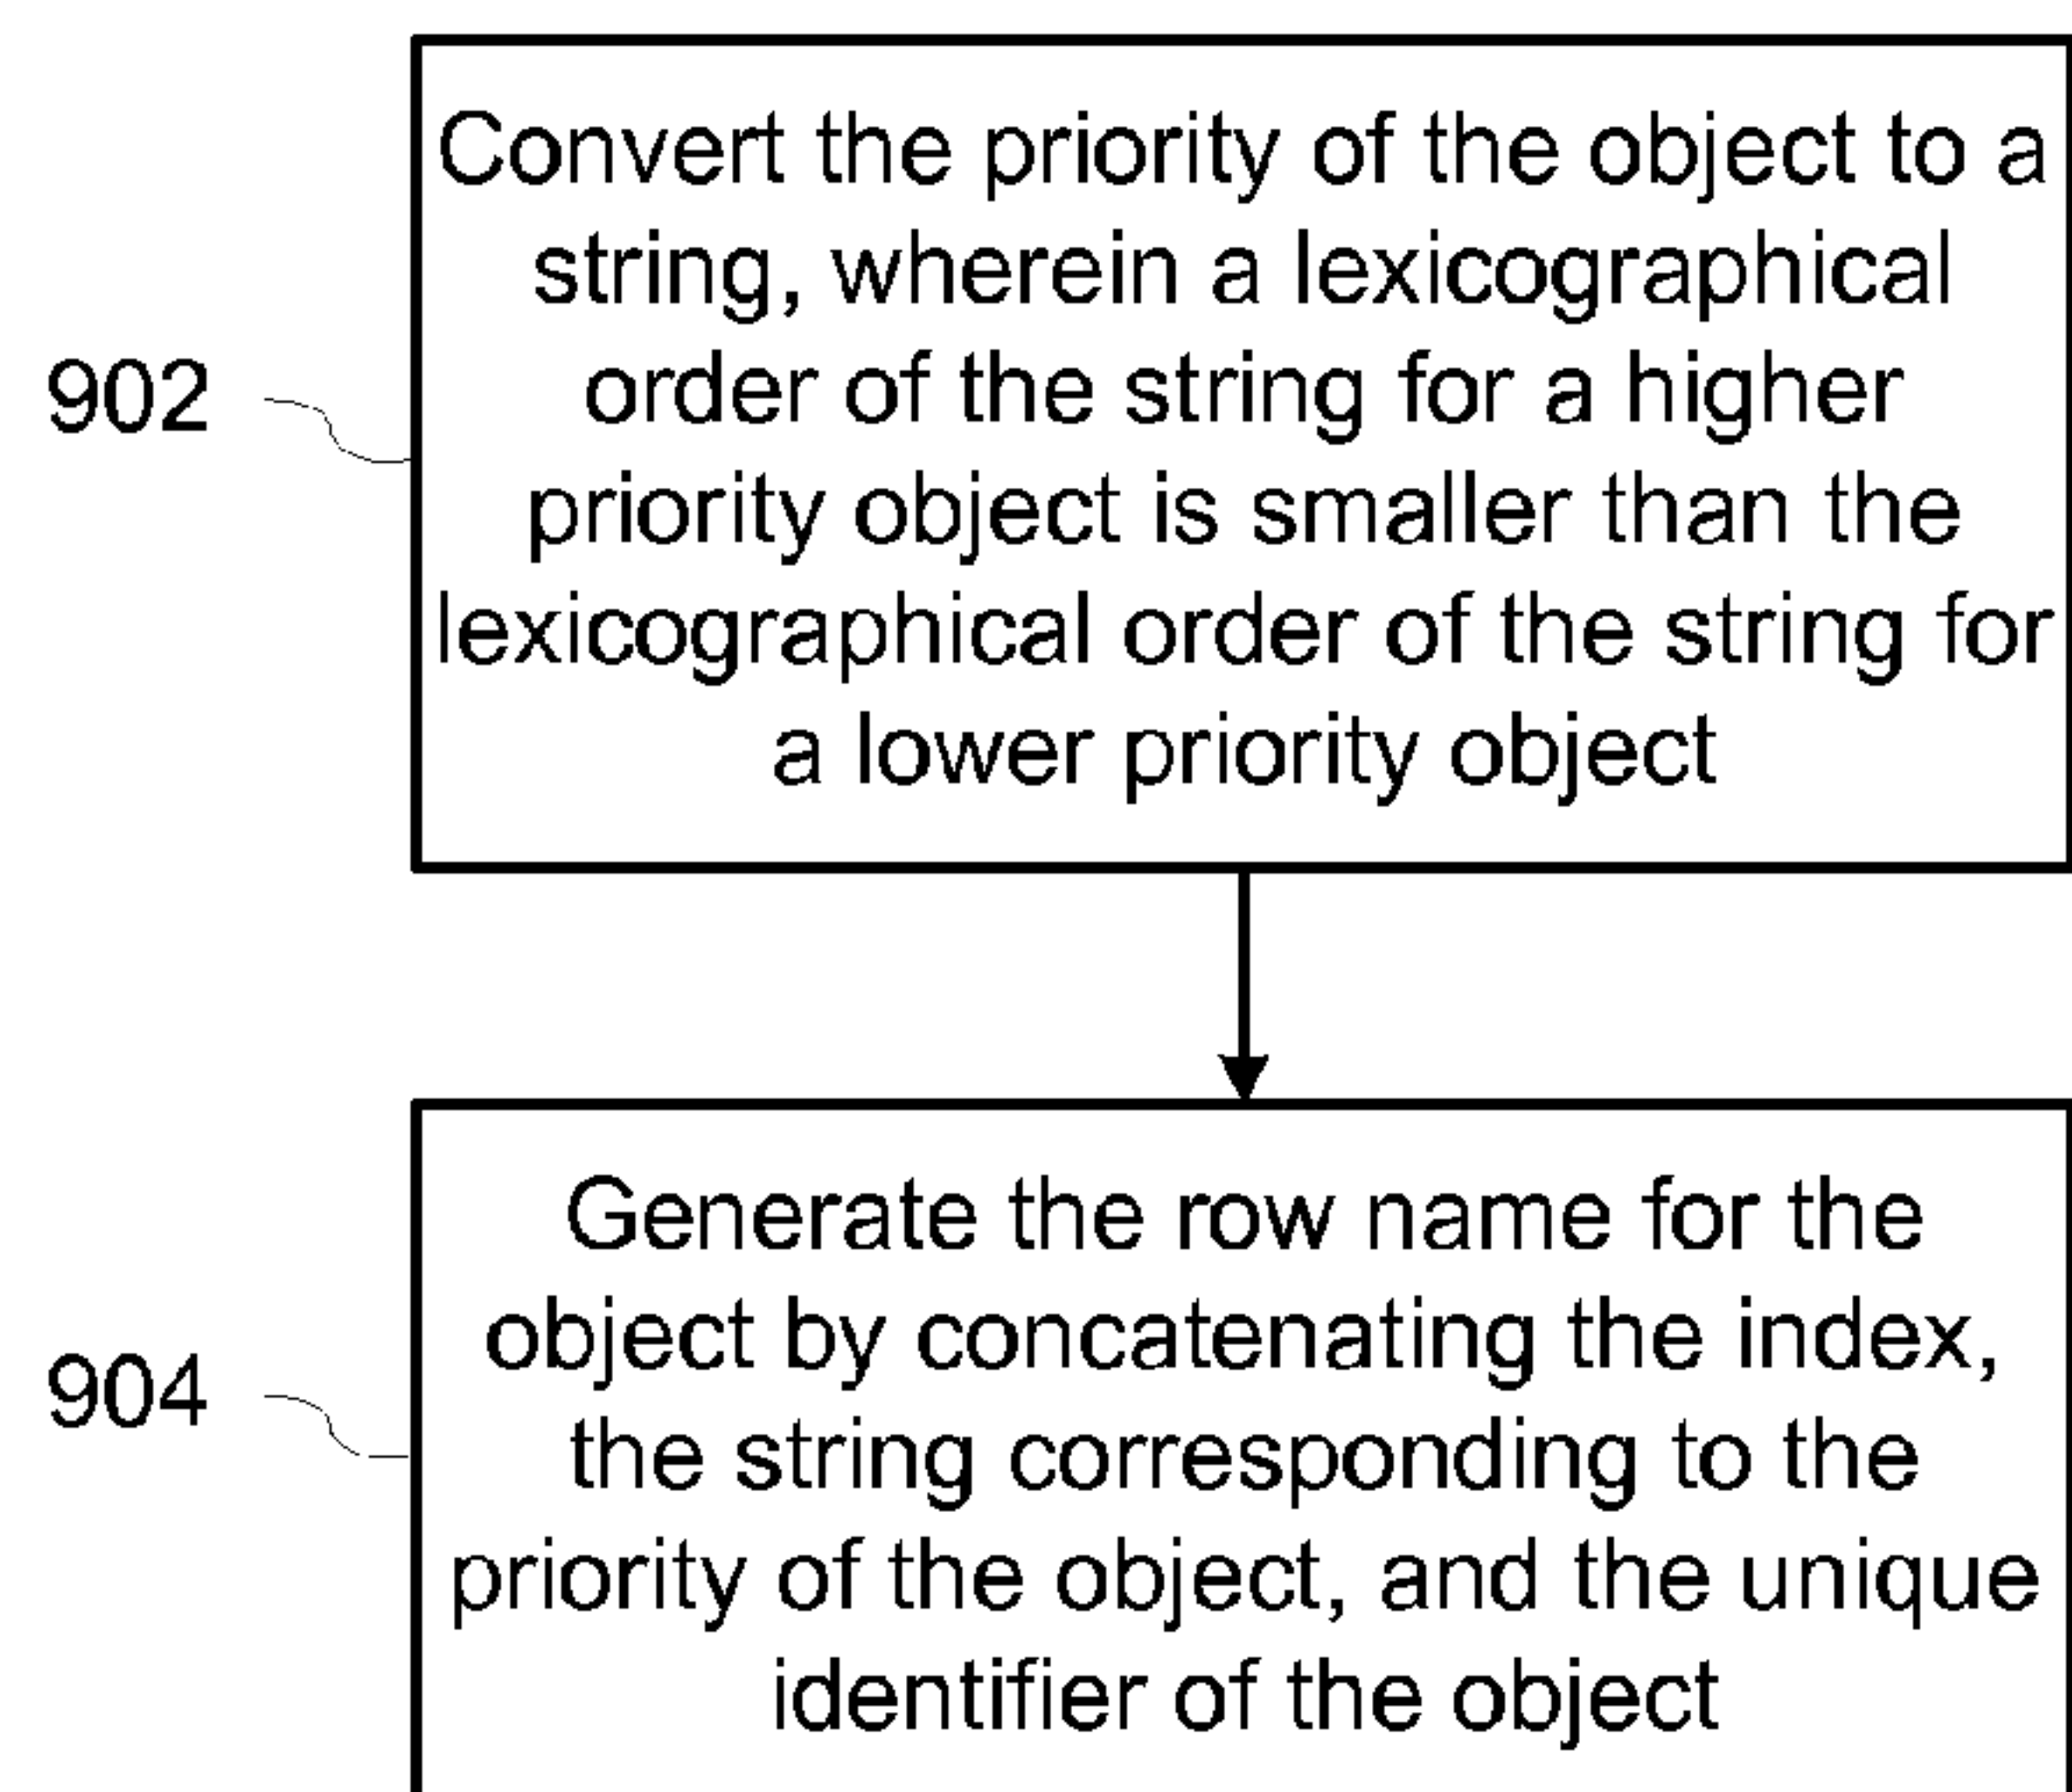 Convert the priority of the object to a
string, wherein a lexicographical
order of the string for a higher
priority object is smaller than the
lexicographical order of the string for
a lower priority object
902
Generate the row name for the
object by concatenating the index,
the string corresponding to the
priority of the object, and the unique
identifier of the object
904